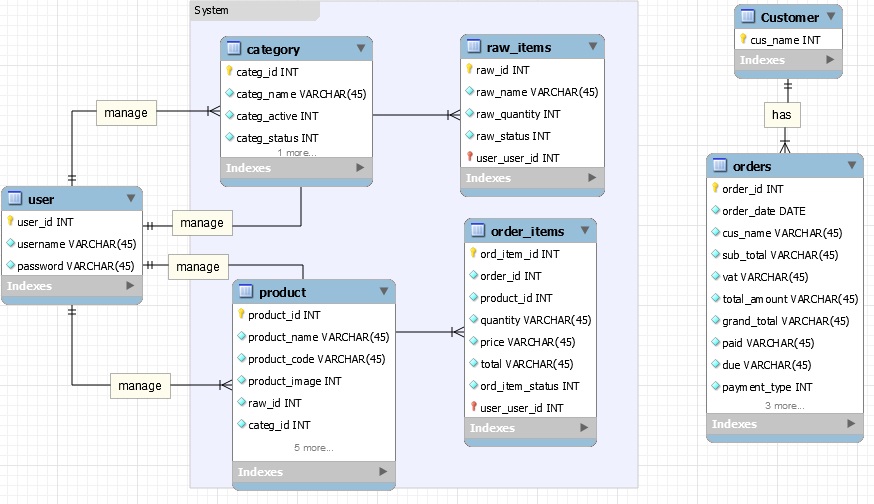 System
category
categ_id INT
categ_name VARCHAR(45)
categ_active INT
categ_status INT
1 more...
Indexes
raw_items
raw_id INT
raw_name VARCHAR(45)
raw_quantity INT
raw_status INT
user_user_id INT
Indexes
Customer
cus_name INT
Indexes
manage
has
user
user_id INT
username VARCHAR(45)
password VARCHAR(45)
Indexes
manage
manage
manage
product
product_id INT
product_name VARCHAR(45)
product_code VARCHAR(45)
product_image INT
raw_id INT
categ_id INT
5 more...
Indexes
order_items
ord_item_id INT
order_id INT
product_id INT
quantity VARCHAR(45)
price VARCHAR(45)
total VARCHAR(45)
ord_item_status INT
user_user_id INT
Indexes
orders
order_id INT
order_date DATE
cus_name VARCHAR(45)
sub_total VARCHAR(45)
vat VARCHAR(45)
total_amount VARCHAR(45)
grand_total VARCHAR(45)
paid VARCHAR(45)
due VARCHAR(45)
payment_type INT
3 more...
Indexes